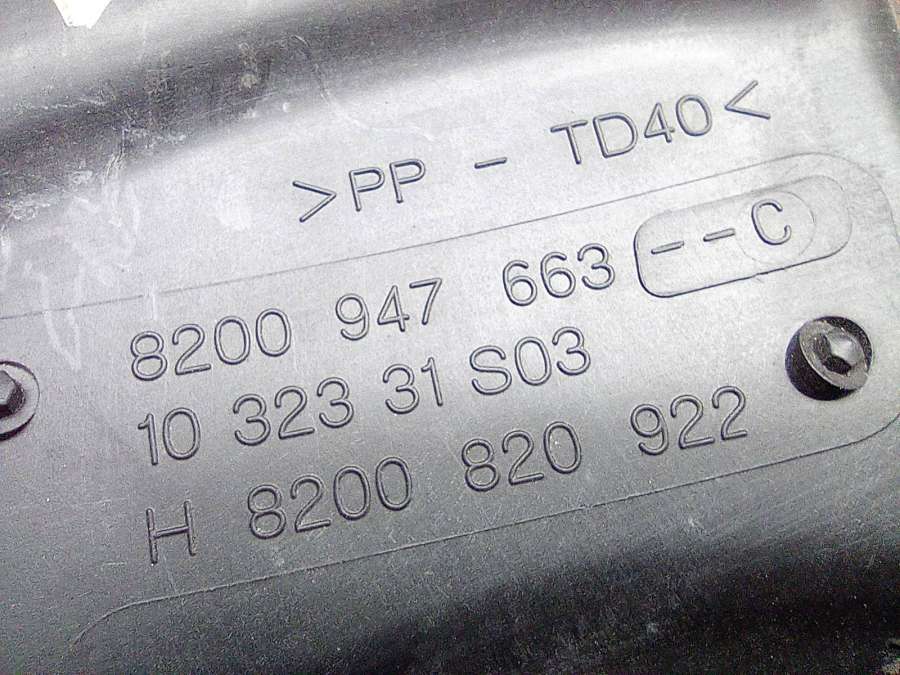 >PP - TD40<
8200 947 663 --C
10 323 31 S03
H 8200 820 922